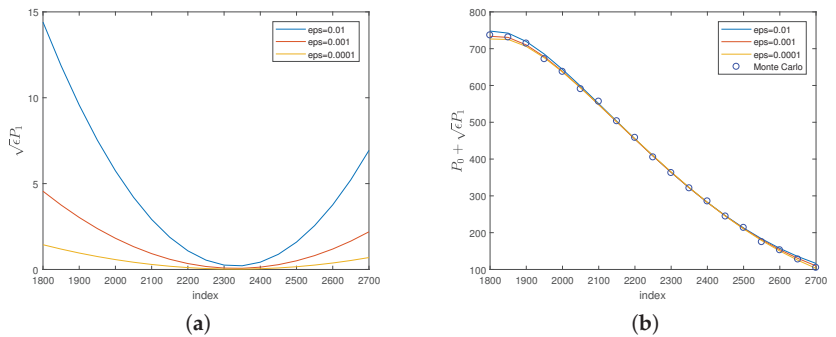 15
10
5
0
√ϵP₁
eps=0.01
eps=0.001
eps=0.0001
1800 1900 2000 2100 2200 2300 2400 2500 2600 2700
index
(a)
800
700
600
500
400
300
200
100
P₀ + √ϵP₁
eps=0.01
eps=0.001
eps=0.0001
Monte Carlo
1800 1900 2000 2100 2200 2300 2400 2500 2600 2700
index
(b)